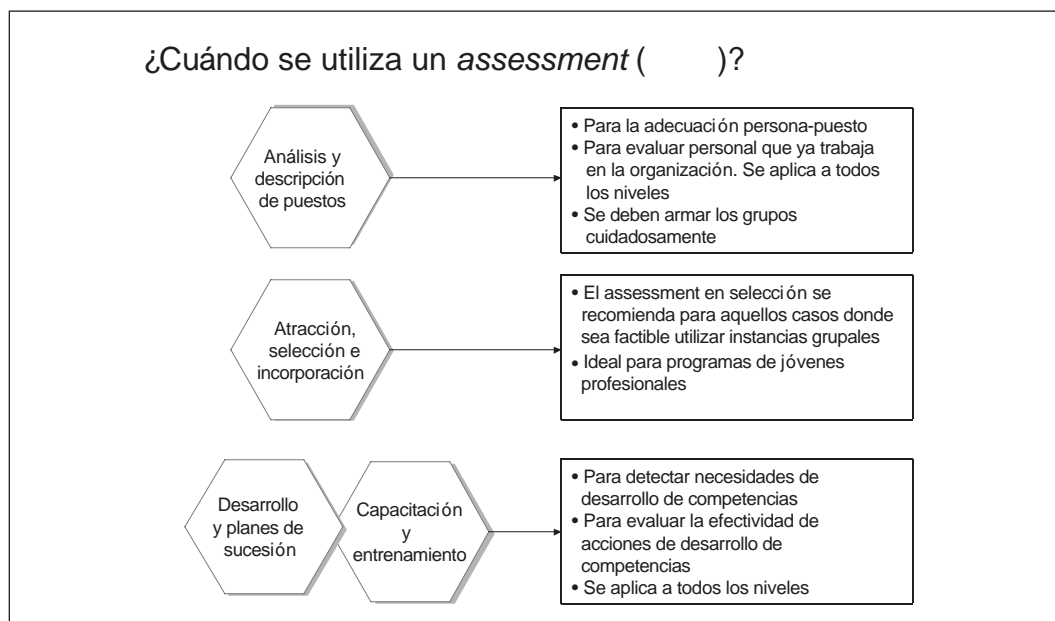 ¿Cuándo se utiliza un assessment ( )?
Análisis y
descripción
de puestos
• Para la adecuación persona-puesto
• Para evaluar personal que ya trabaja
en la organización. Se aplica a todos
los niveles
• Se deben armar los grupos
cuidadosamente
Atracción,
selección e
incorporación
• El assessment en selección se
recomienda para aquellos casos donde
sea factible utilizar instancias grupales
• Ideal para programas de jóvenes
profesionales
Desarrollo
y planes de
sucesión
Capacitación
y
entrenamiento
• Para detectar necesidades de
desarrollo de competencias
• Para evaluar la efectividad de
acciones de desarrollo de
competencias
• Se aplica a todos los niveles